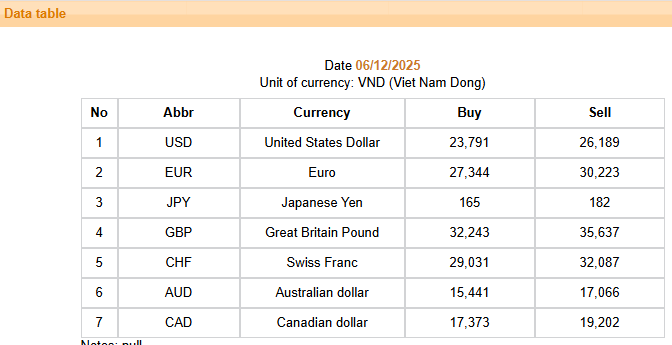 Data table
Date 06/12/2025
Unit of currency: VND (Viet Nam Dong)
No Abbr Currency Buy Sell
1 USD United States Dollar 23,791 26,189
2 EUR Euro 27,344 30,223
3 JPY Japanese Yen 165 182
4 GBP Great Britain Pound 32,243 35,637
5 CHF Swiss Franc 29,031 32,087
6 AUD Australian dollar 15,441 17,066
7 CAD Canadian dollar 17,373 19,202
Notes: null